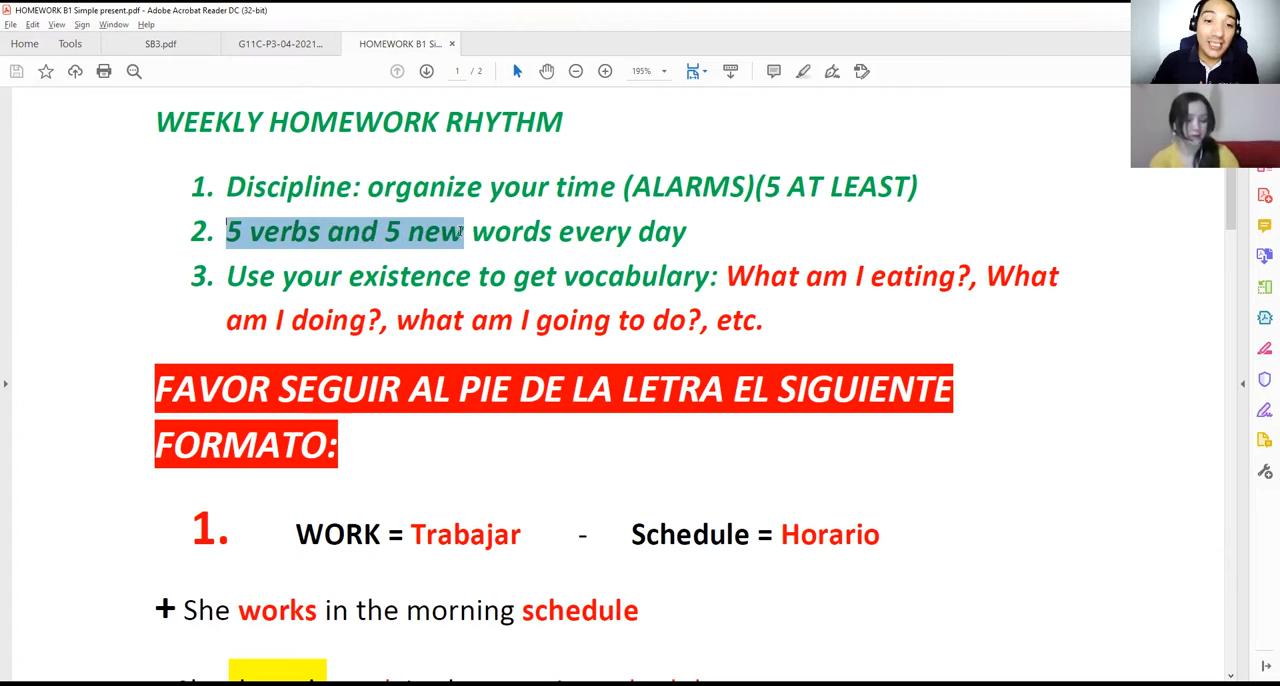 HOMEWORK B1 Simple present.pdf - Adobe Acrobat Reader DC (32-bit)
File Edit View Sign Window Help
Home Tools SB3.pdf G11C-P3-04-2021... HOMEWORK B1 Si... ×
1 / 2 195%
WEEKLY HOMEWORK RHYTHM
1. Discipline: organize your time (ALARMS)(5 AT LEAST)
2. 5 verbs and 5 new words every day
3. Use your existence to get vocabulary: What am I eating?, What
am I doing?, what am I going to do?, etc.
FAVOR SEGUIR AL PIE DE LA LETRA EL SIGUIENTE
FORMATO:
1. WORK = Trabajar - Schedule = Horario
+ She works in the morning schedule